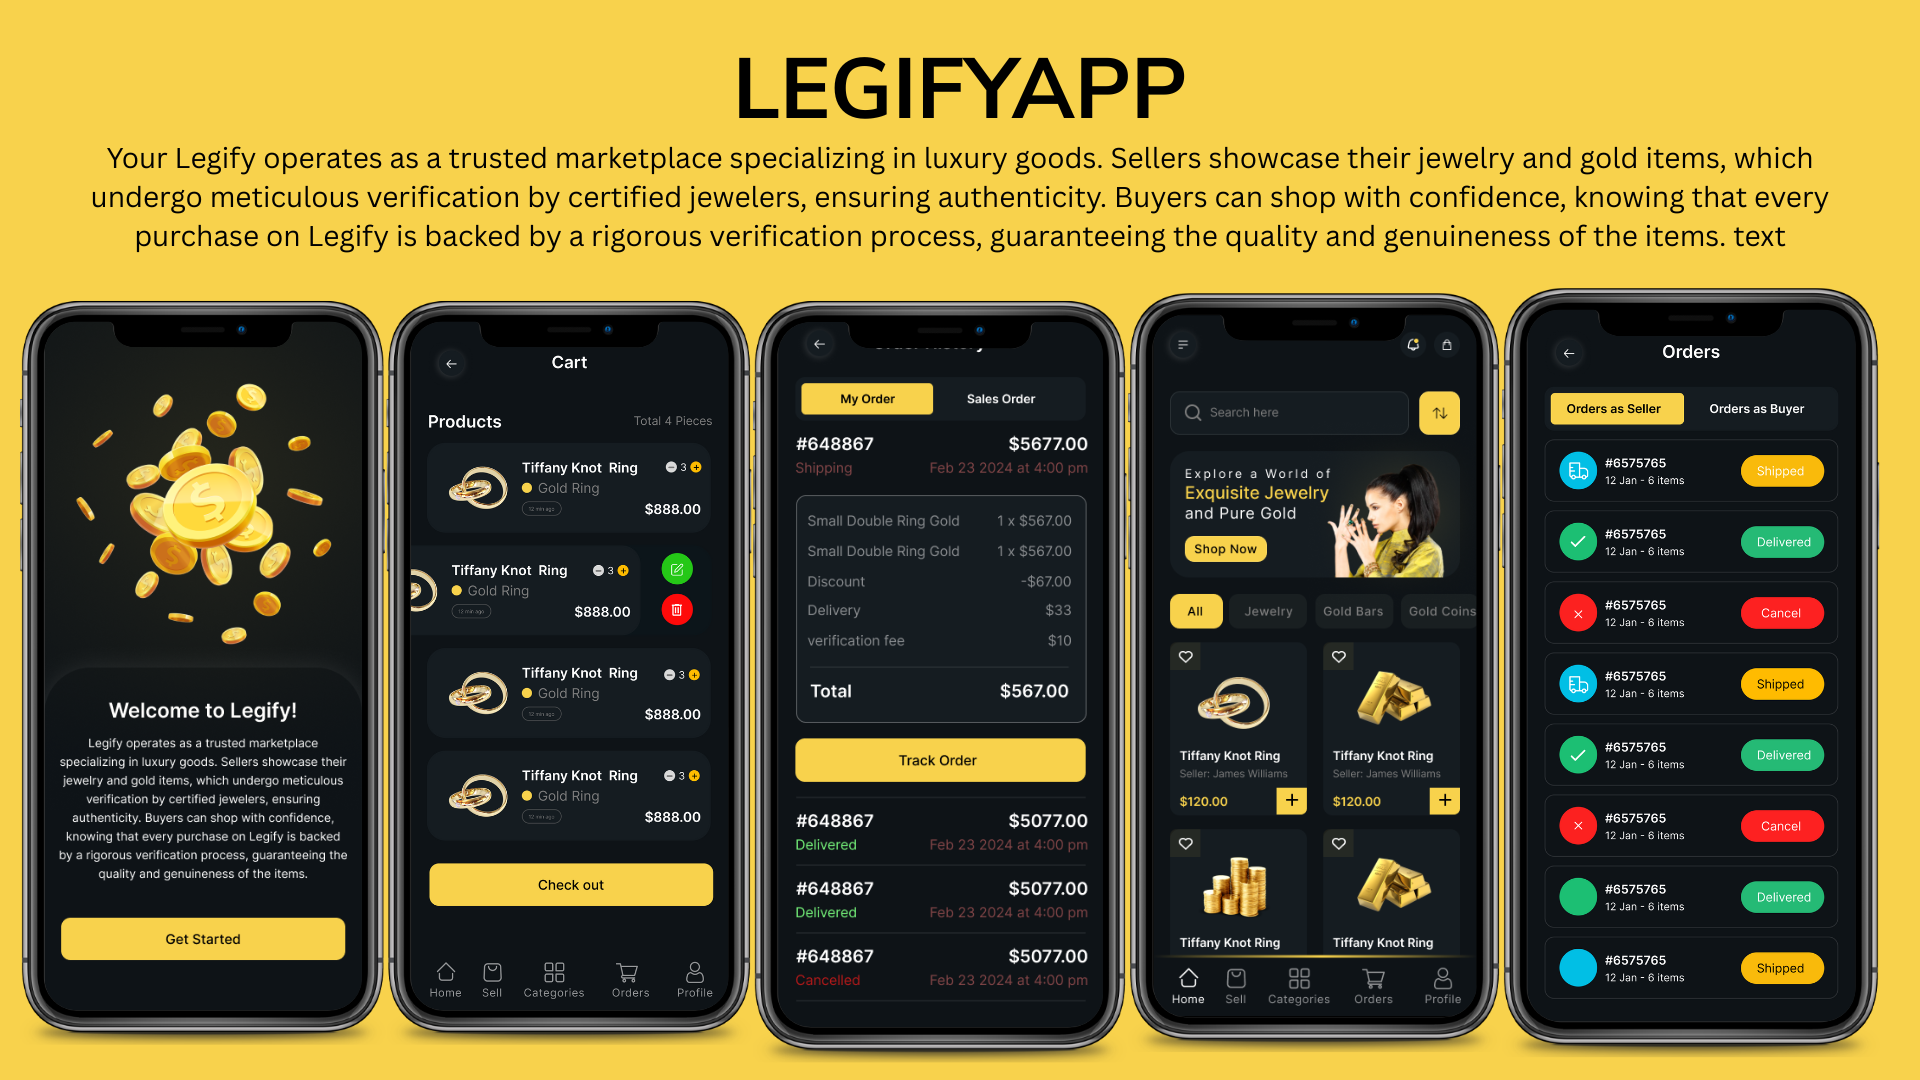 LEGIFYAPP
Your Legify operates as a trusted marketplace specializing in luxury goods. Sellers showcase their jewelry and gold items, which
undergo meticulous verification by certified jewelers, ensuring authenticity. Buyers can shop with confidence, knowing that every
purchase on Legify is backed by a rigorous verification process, guaranteeing the quality and genuineness of the items. text
Welcome to Legify!
Legify operates as a trusted marketplace
specializing in luxury goods. Sellers showcase their
jewelry and gold items, which undergo meticulous
verification by certified jewelers, ensuring
authenticity. Buyers can shop with confidence,
knowing that every purchase on Legify is backed
by a rigorous verification process, guaranteeing the
quality and genuineness of the items.
Get Started
Cart
Products Total 4 Pieces
Tiffany Knot Ring 3
Gold Ring
12 min ago $888.00
Tiffany Knot Ring 3
Gold Ring
12 min ago $888.00
Tiffany Knot Ring 3
Gold Ring
12 min ago $888.00
Tiffany Knot Ring 3
Gold Ring
12 min ago $888.00
Check out
Home Sell Categories Orders Profile
My Order Sales Order
#648867 $5677.00
Shipping Feb 23 2024 at 4:00 pm
Small Double Ring Gold 1 x $567.00
Small Double Ring Gold 1 x $567.00
Discount -$67.00
Delivery $33
verification fee $10
Total $567.00
Track Order
#648867 $5077.00
Delivered Feb 23 2024 at 4:00 pm
#648867 $5077.00
Delivered Feb 23 2024 at 4:00 pm
#648867 $5077.00
Cancelled Feb 23 2024 at 4:00 pm
Search here
Explore a World of
Exquisite Jewelry
and Pure Gold
Shop Now
All Jewelry Gold Bars Gold Coins
Tiffany Knot Ring
Seller: James Williams
$120.00 +
Tiffany Knot Ring
Seller: James Williams
$120.00 +
Tiffany Knot Ring
Tiffany Knot Ring
Home Sell Categories Orders Profile
Orders
Orders as Seller Orders as Buyer
#6575765
12 Jan - 6 items Shipped
#6575765
12 Jan - 6 items Delivered
#6575765
12 Jan - 6 items Cancel
#6575765
12 Jan - 6 items Shipped
#6575765
12 Jan - 6 items Delivered
#6575765
12 Jan - 6 items Cancel
#6575765
12 Jan - 6 items Delivered
#6575765
12 Jan - 6 items Shipped